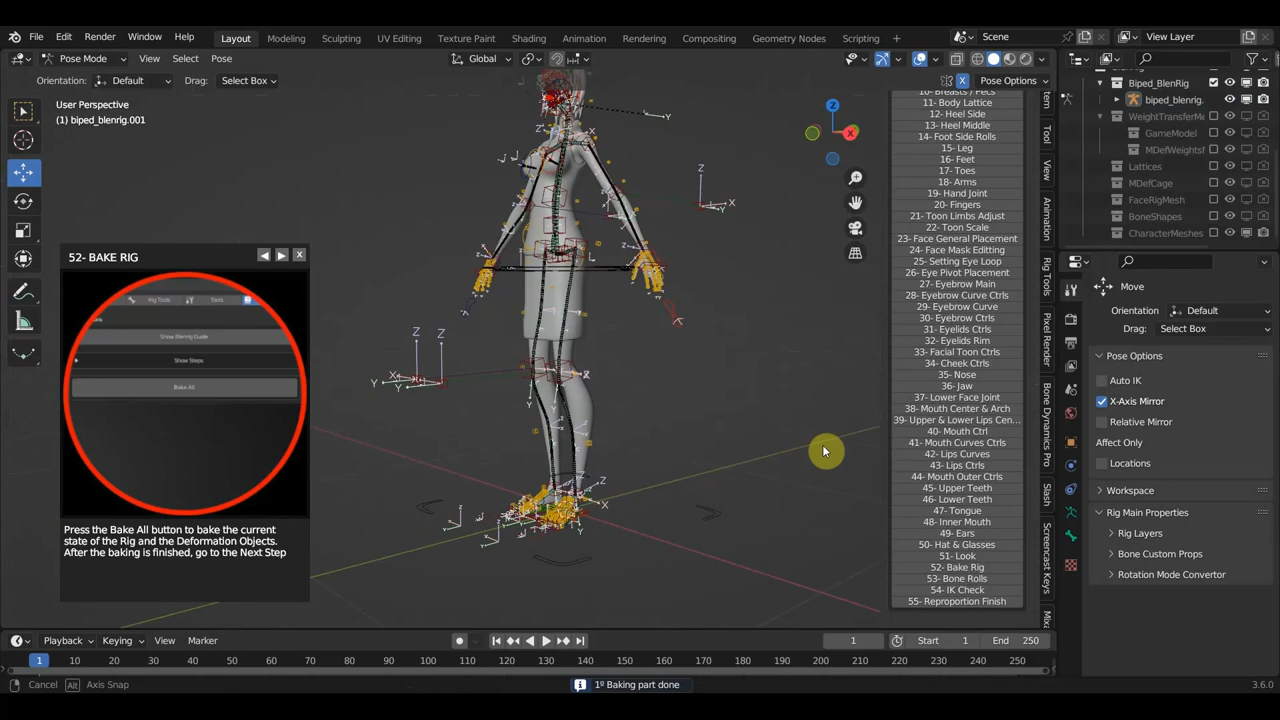 File Edit Render Window Help Layout Modeling Sculpting UV Editing Texture Paint Shading Animation Rendering Compositing Geometry Nodes Scripting + Scene View Layer
Pose Mode View Select Pose Global
Orientation: Default Drag: Select Box X Pose Options
User Perspective
(1) biped_blenrig.001
Z
X
52- BAKE RIG
Rig Tools Tools
Show Steps
Bake All
Press the Bake All button to bake the current
state of the Rig and the Deformation Objects.
After the baking is finished, go to the Next Step
10- Breasts / Pecs
11- Body Lattice
12- Heel Side
13- Heel Middle
14- Foot Side Rolls
15- Leg
16- Feet
17- Toes
18- Arms
19- Hand Joint
20- Fingers
21- Toon Limbs Adjust
22- Toon Scale
23- Face General Placement
24- Face Mask Editting
25- Setting Eye Loop
26- Eye Pivot Placement
27- Eyebrow Main
28- Eyebrow Curve Ctrls
29- Eyebrow Curve
30- Eyebrow Ctrls
31- Eyelids Ctrls
32- Eyelids Rim
33- Facial Toon Ctrls
34- Cheek Ctrls
35- Nose
36- Jaw
37- Lower Face Joint
38- Mouth Center & Arch
39- Upper & Lower Lips Cen...
40- Mouth Ctrl
41- Mouth Curves Ctrls
42- Lips Curves
43- Lips Ctrls
44- Mouth Outer Ctrls
45- Upper Teeth
46- Lower Teeth
47- Tongue
48- Inner Mouth
49- Ears
50- Hat & Glasses
51- Look
52- Bake Rig
53- Bone Rolls
54- IK Check
55- Reproportion Finish
Tool
View
Animation
Rig Tools
Pixel Render
Bone Dynamics Pro
Slash
Screencast Keys
Biped_BlenRig
biped_blenrig.
WeightTransferMe
GameModel
MDefWeightsf
Lattices
MDefCage
FaceRigMesh
BoneShapes
CharacterMeshes
Move
Orientation Default
Drag: Select Box
Pose Options
Auto IK
X-Axis Mirror
Relative Mirror
Affect Only
Locations
Workspace
Rig Main Properties
Rig Layers
Bone Custom Props
Rotation Mode Convertor
Playback Keying View Marker 1 Start 1 End 250
1 10 20 30 40 50 60 70 80 90 100 110 120 130 140 150 160 170 180 190 200 210 220 230 240 250
Cancel Alt Axis Snap 1º Baking part done 3.6.0